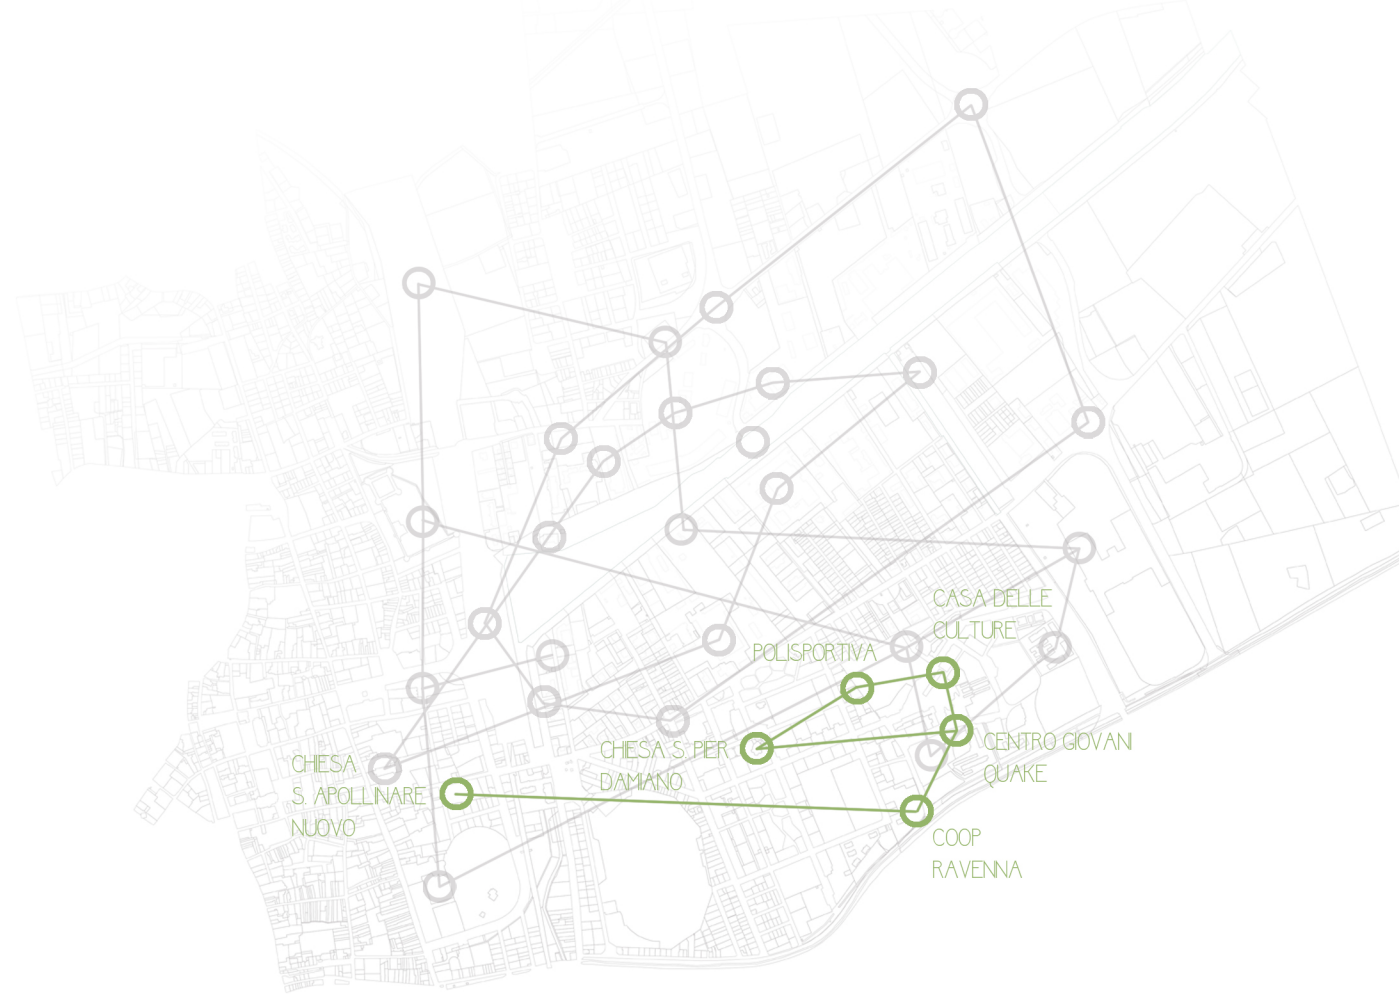 CASA DELLE
CULTURE
POLISPORTIVA
CHIESA S. PIER
DAMIANO
CENTRO GIOVANI
QUAKE
CHIESA
S. APOLLINARE
NUOVO
COOP
RAVENNA